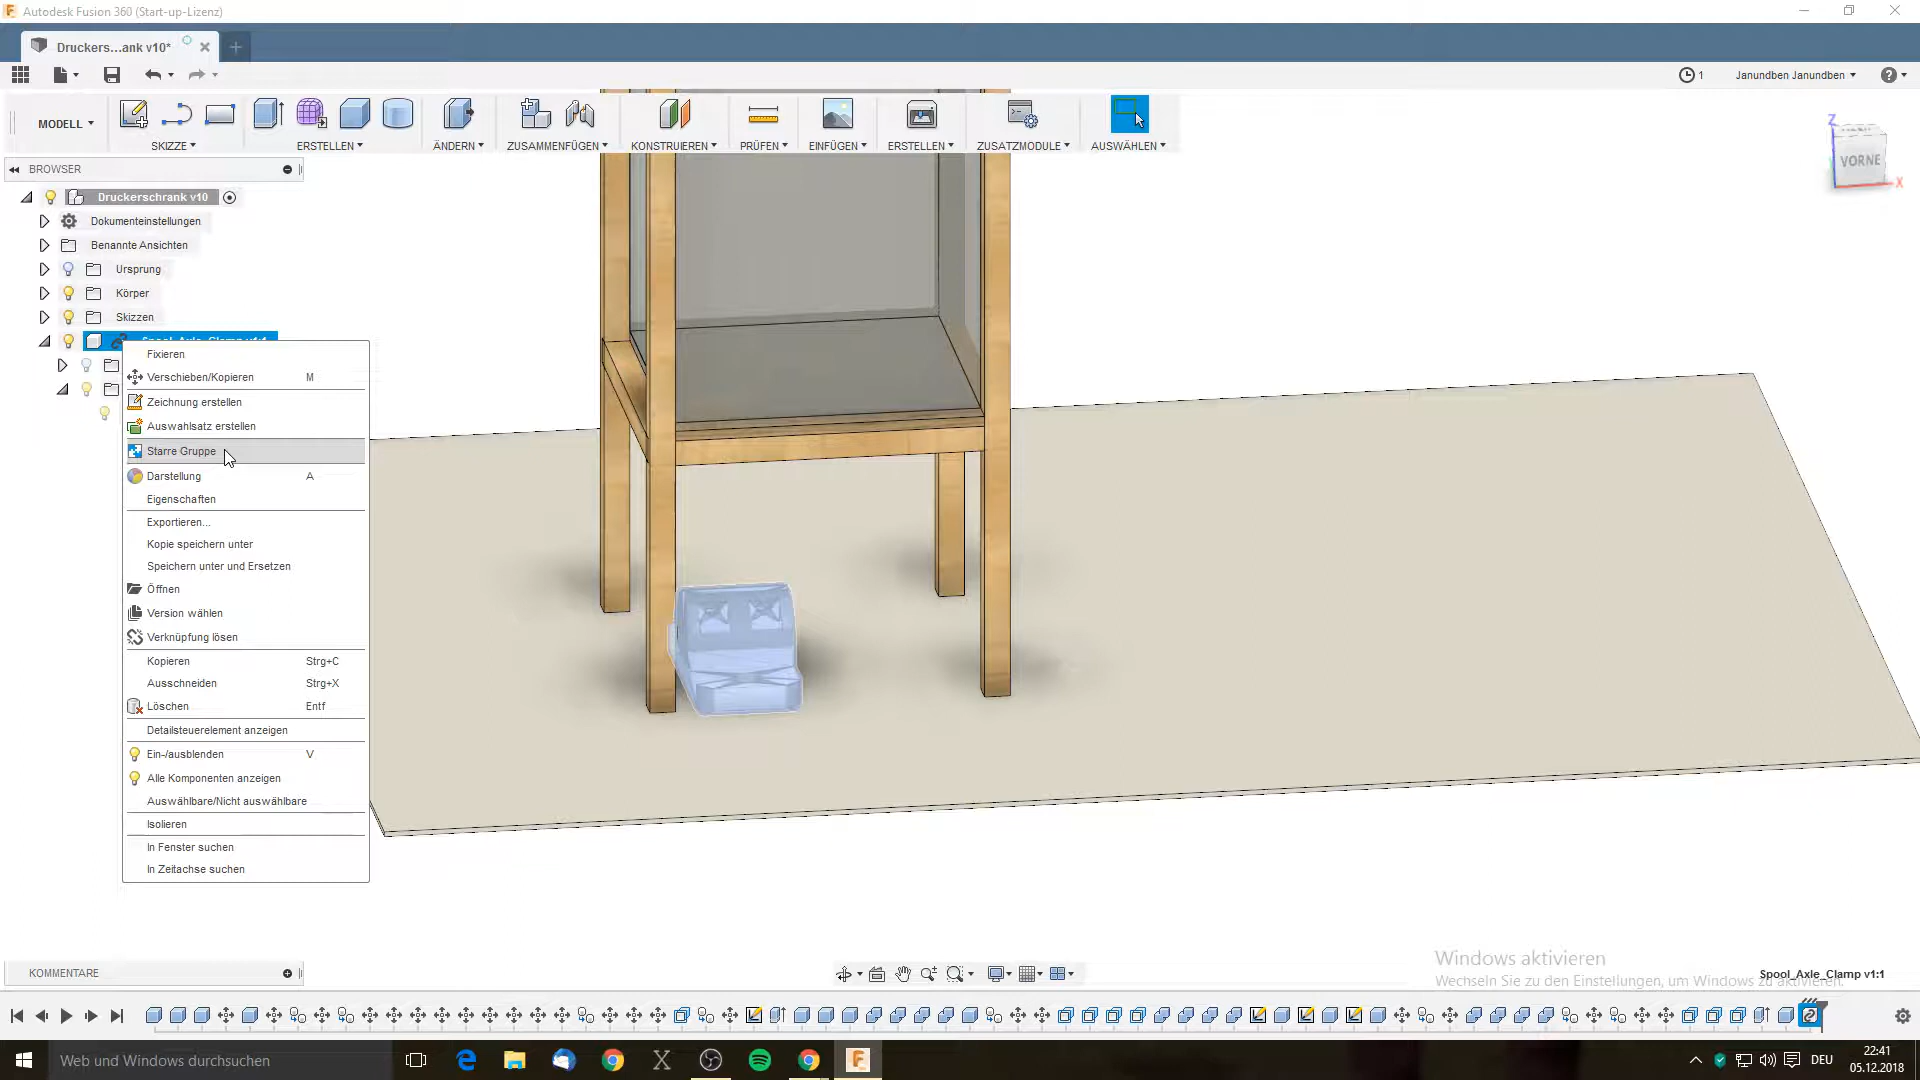 Autodesk Fusion 360 (Start-up-Lizenz)
Druckers...ank v10*
1
Janundben Janundben
MODELL
SKIZZE
ERSTELLEN
ÄNDERN
ZUSAMMENFÜGEN
KONSTRUIEREN
PRÜFEN
EINFÜGEN
ERSTELLEN
ZUSATZMODULE
AUSWÄHLEN
Z
VORNE
X
BROWSER
Druckerschrank v10
Dokumenteinstellungen
Benannte Ansichten
Ursprung
Körper
Skizzen
Spool_Axle_Clamp v1:1
Fixieren
Verschieben/Kopieren M
Zeichnung erstellen
Auswahlsatz erstellen
Starre Gruppe
Darstellung A
Eigenschaften
Exportieren...
Kopie speichern unter
Speichern unter und Ersetzen
Öffnen
Version wählen
Verknüpfung lösen
Kopieren Strg+C
Ausschneiden Strg+X
Löschen Entf
Detailsteuerelement anzeigen
Ein-/ausblenden V
Alle Komponenten anzeigen
Auswählbare/Nicht auswählbare
Isolieren
In Fenster suchen
In Zeitachse suchen
KOMMENTARE
Windows aktivieren
Wechseln Sie zu den Einstellungen, um Windows zu aktivieren.
Spool_Axle_Clamp v1:1
Web und Windows durchsuchen
DEU
22:41
05.12.2018